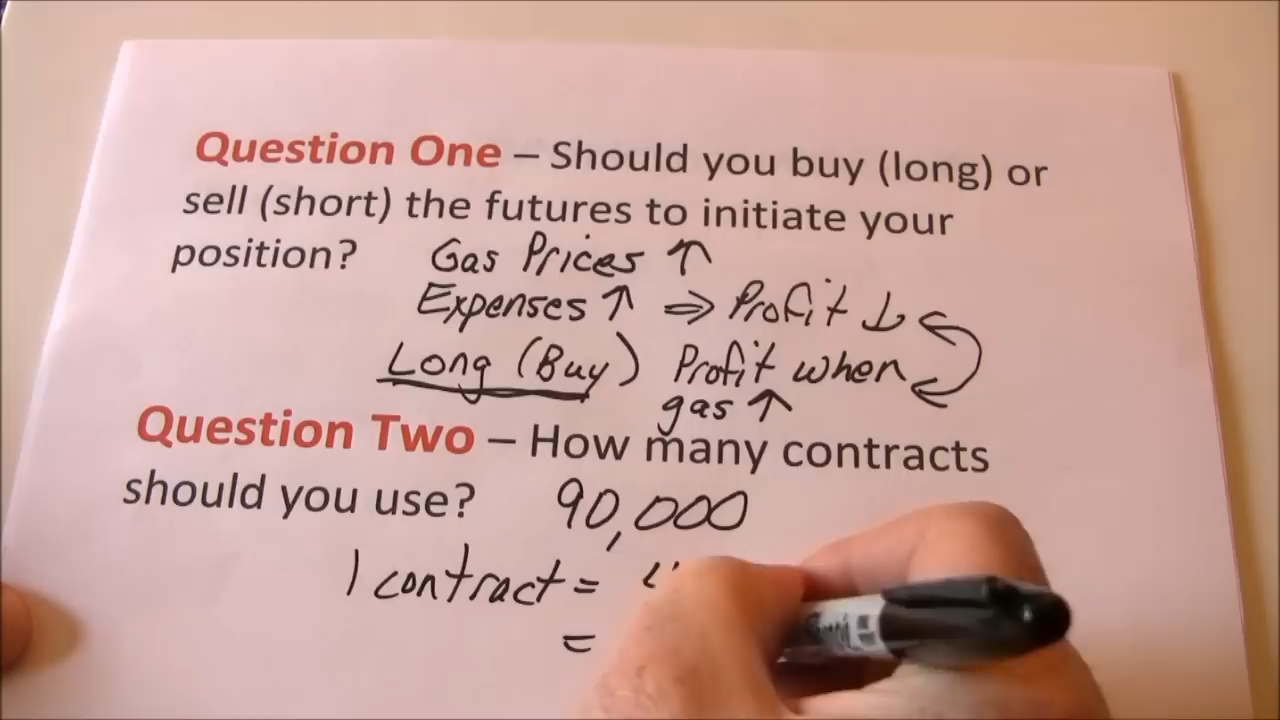 Question One – Should you buy (long) or
sell (short) the futures to initiate your
position? Gas Prices ↑
Expenses ↑ ⇒ Profit ↓
Long (Buy) Profit when
gas ↑
Question Two – How many contracts
should you use? 90,000
1 contract =
=